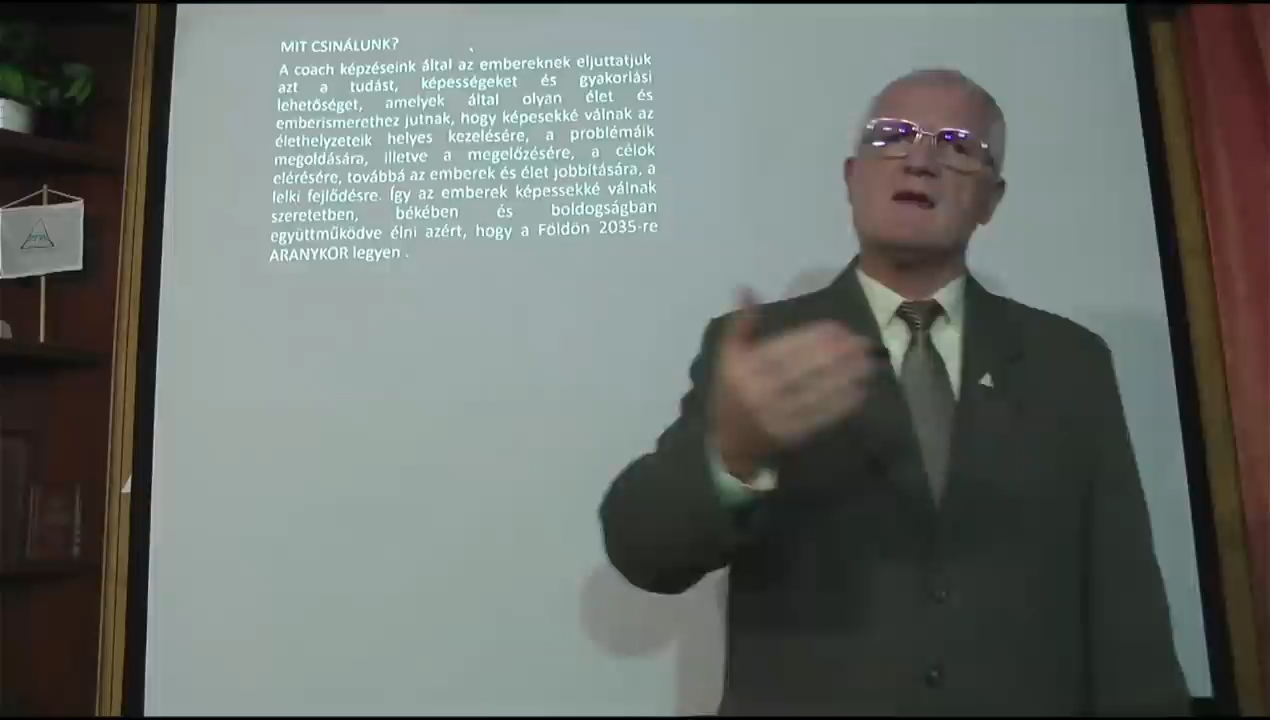 MIT CSINÁLUNK?
A coach képzéseink által az embereknek eljuttatjuk
azt a tudást, képességeket és gyakorlási
lehetőséget, amelyek által olyan élet és
emberismerethez jutnak, hogy képesekké válnak az
élethelyzeteik helyes kezelésére, a problémáik
megoldására, illetve a megelőzésére, a célok
elérésére, továbbá az emberek és élet jobbítására, a
lelki fejlődésre. Így az emberek képessekké válnak
szeretetben, békében és boldogságban
együttműködve élni azért, hogy a Földön 2035-re
ARANYKOR legyen .